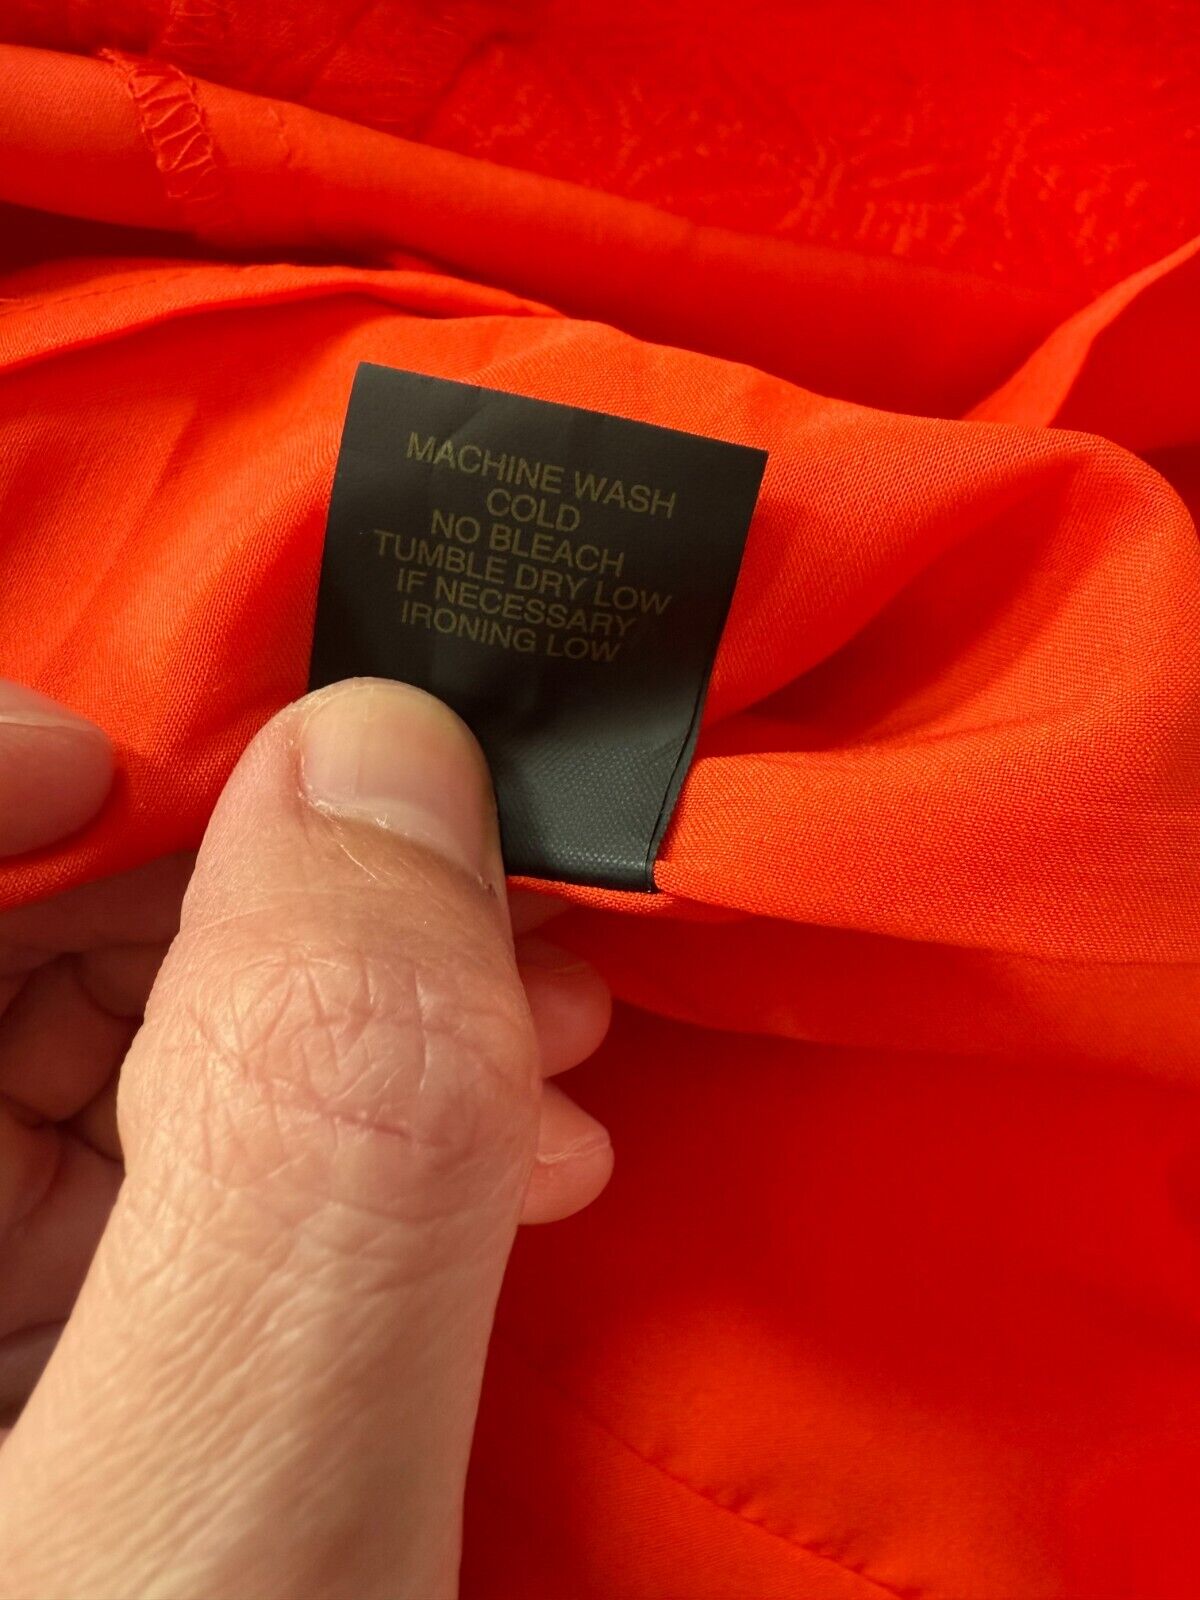 MACHINE WASH
COLD
NO BLEACH
TUMBLE DRY LOW
IF NECESSARY
IRONING LOW